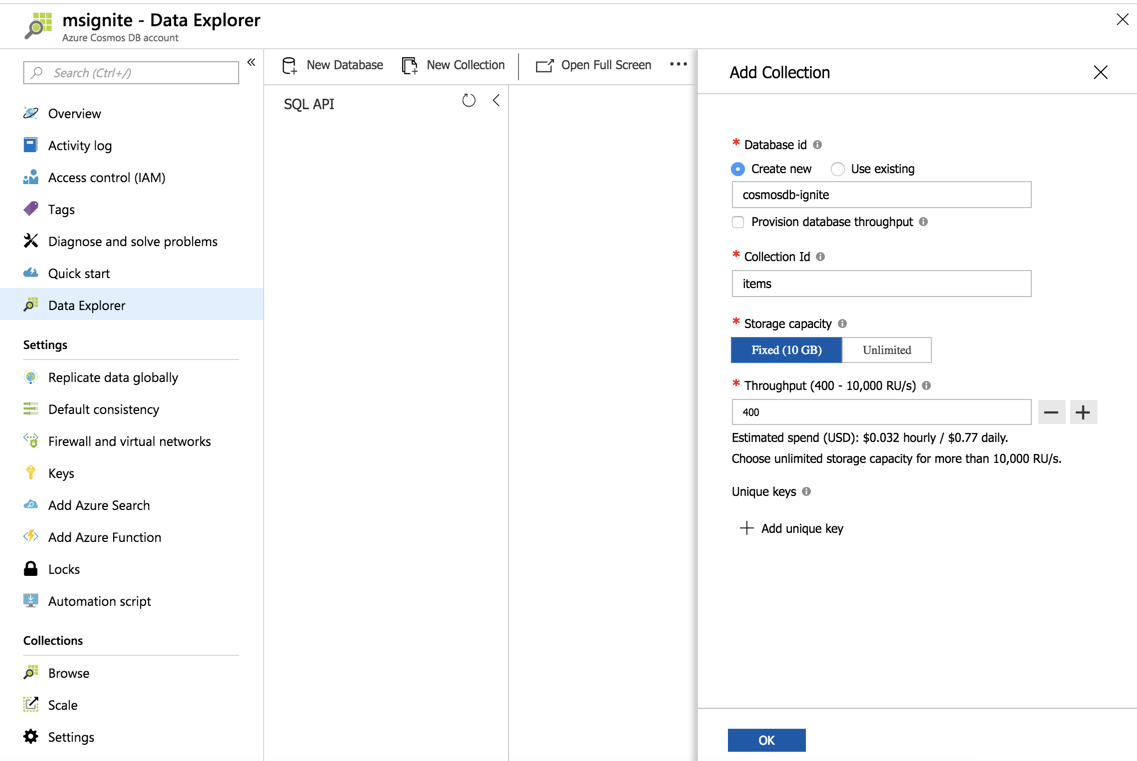 msignite - Data Explorer
Azure Cosmos DB account
Search (Ctrl+/)
«
Overview
Activity log
Access control (IAM)
Tags
Diagnose and solve problems
Quick start
Data Explorer
Settings
Replicate data globally
Default consistency
Firewall and virtual networks
Keys
Add Azure Search
Add Azure Function
Locks
Automation script
Collections
Browse
Scale
Settings
New Database New Collection Open Full Screen •••
SQL API
Add Collection
* Database id
Create new Use existing
cosmosdb-ignite
Provision database throughput
* Collection Id
items
* Storage capacity
Fixed (10 GB) Unlimited
* Throughput (400 - 10,000 RU/s)
400
Estimated spend (USD): $0.032 hourly / $0.77 daily.
Choose unlimited storage capacity for more than 10,000 RU/s.
Unique keys
Add unique key
OK